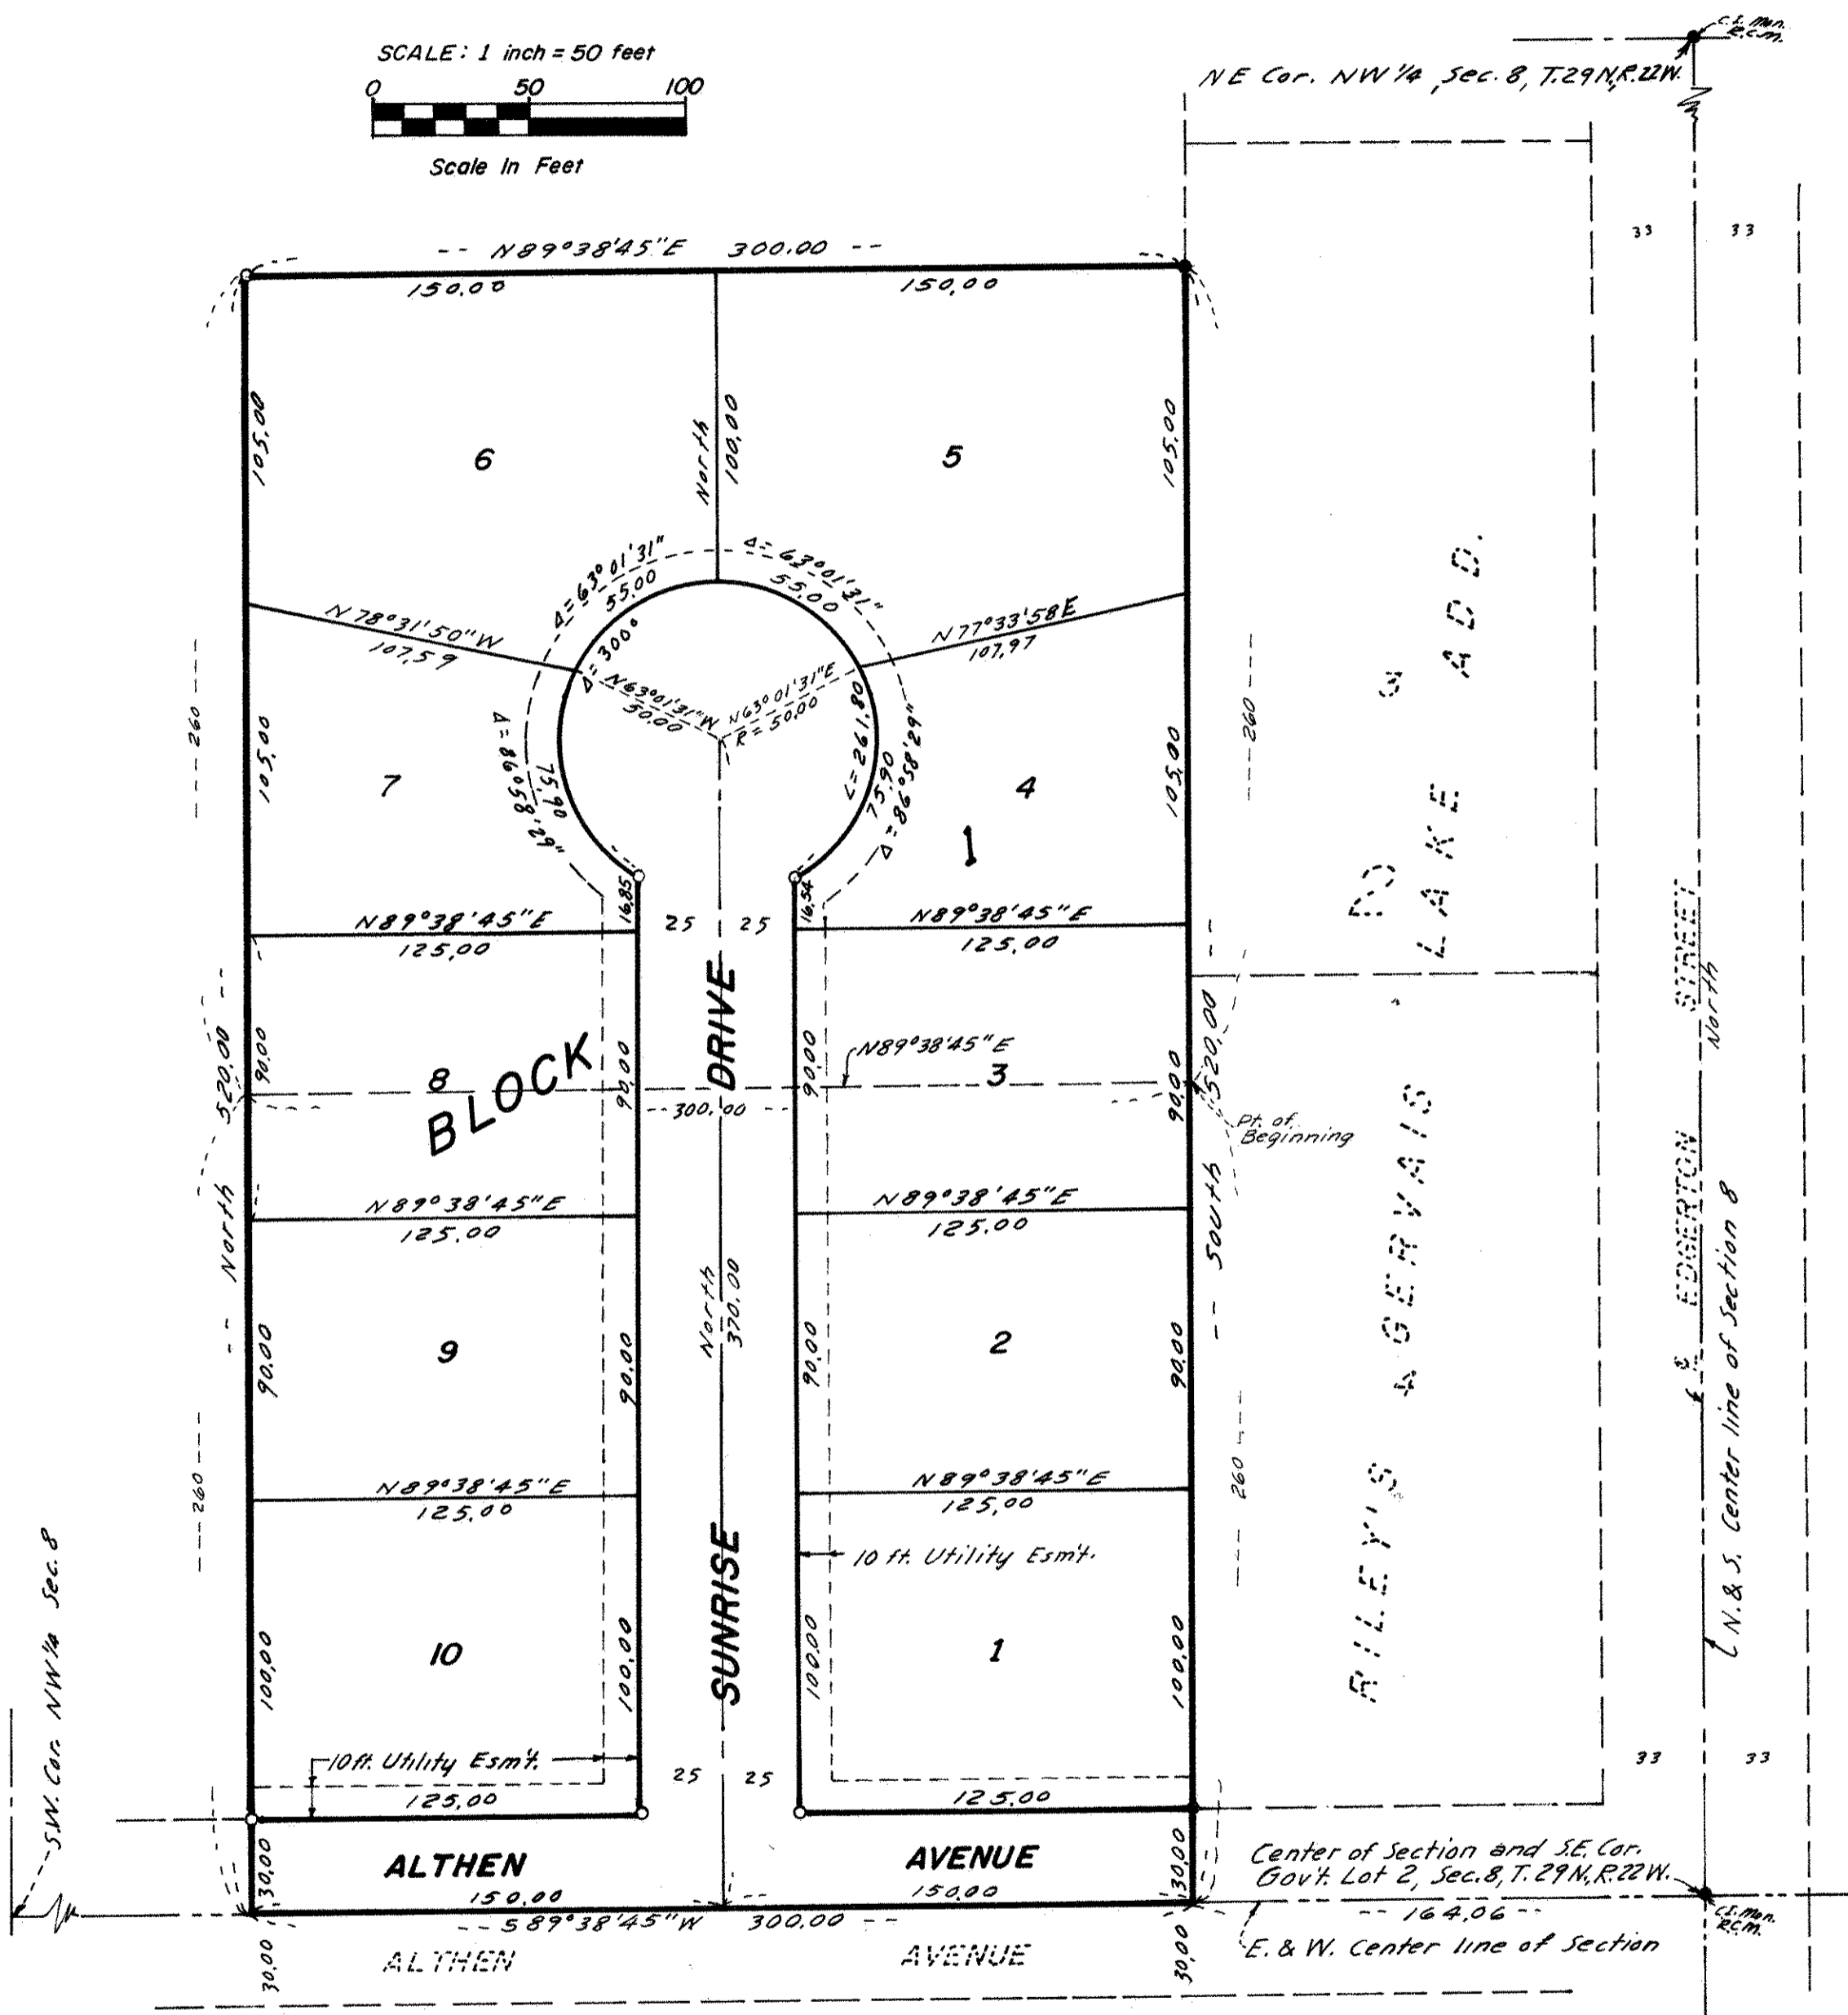 SCALE: 1 inch = 50 feet
0 50 100
Scale In Feet
C.I. Mon.
R.C.M.
NE Cor. NW 1/4, Sec. 8, T.29N, R.22W.
33 33
-- N89°38'45"E 300.00 --
150.00 150.00
105.00
6
North 100.00
5
105.00
Δ=63°01'31"
55.00
Δ=63°01'31"
55.00
N78°31'50"W
107.59
Δ=300°
N77°33'58E
107.97
N63°01'31"W
50.00
N63°01'31"E
R=50.00
L=261.80
260
105.00
7
Δ=86°58'29"
75.90
75.90
Δ=86°58'29"
4
105.00
260
1
16.85
16.54
N89°38'45"E
125.00
25 25
N89°38'45"E
125.00
-- North 520.00 --
90.00
8
90.00
BLOCK
SUNRISE DRIVE
90.00
N89°38'45"E
3
90.00
--300.00--
-- South 520.00 --
Pt. of
Beginning
N89°38'45"E
125.00
N89°38'45"E
125.00
90.00
9
90.00
North
370.00
90.00
2
90.00
260
260
N89°38'45"E
125.00
N89°38'45"E
125.00
10 ft. Utility Esm't.
100.00
10
100.00
100.00
1
100.00
10 ft. Utility Esm't.
125.00
25 25
125.00
30.00
ALTHEN AVENUE
30.00
150.00 150.00
-- S89°38'45"W 300.00 --
30.00
ALTHEN AVENUE
30.00
S.W. Cor. NW 1/4 Sec. 8
RILEY'S & GERVAIS LAKE ADD.
EDGERTON STREET
North
N. & S. Center line of Section 8
33 33
Center of Section and S.E. Cor.
Gov't. Lot 2, Sec. 8, T. 29 N., R. 22 W.
-- 164.06 --
C.I. Mon.
R.C.M.
E. & W. Center line of Section